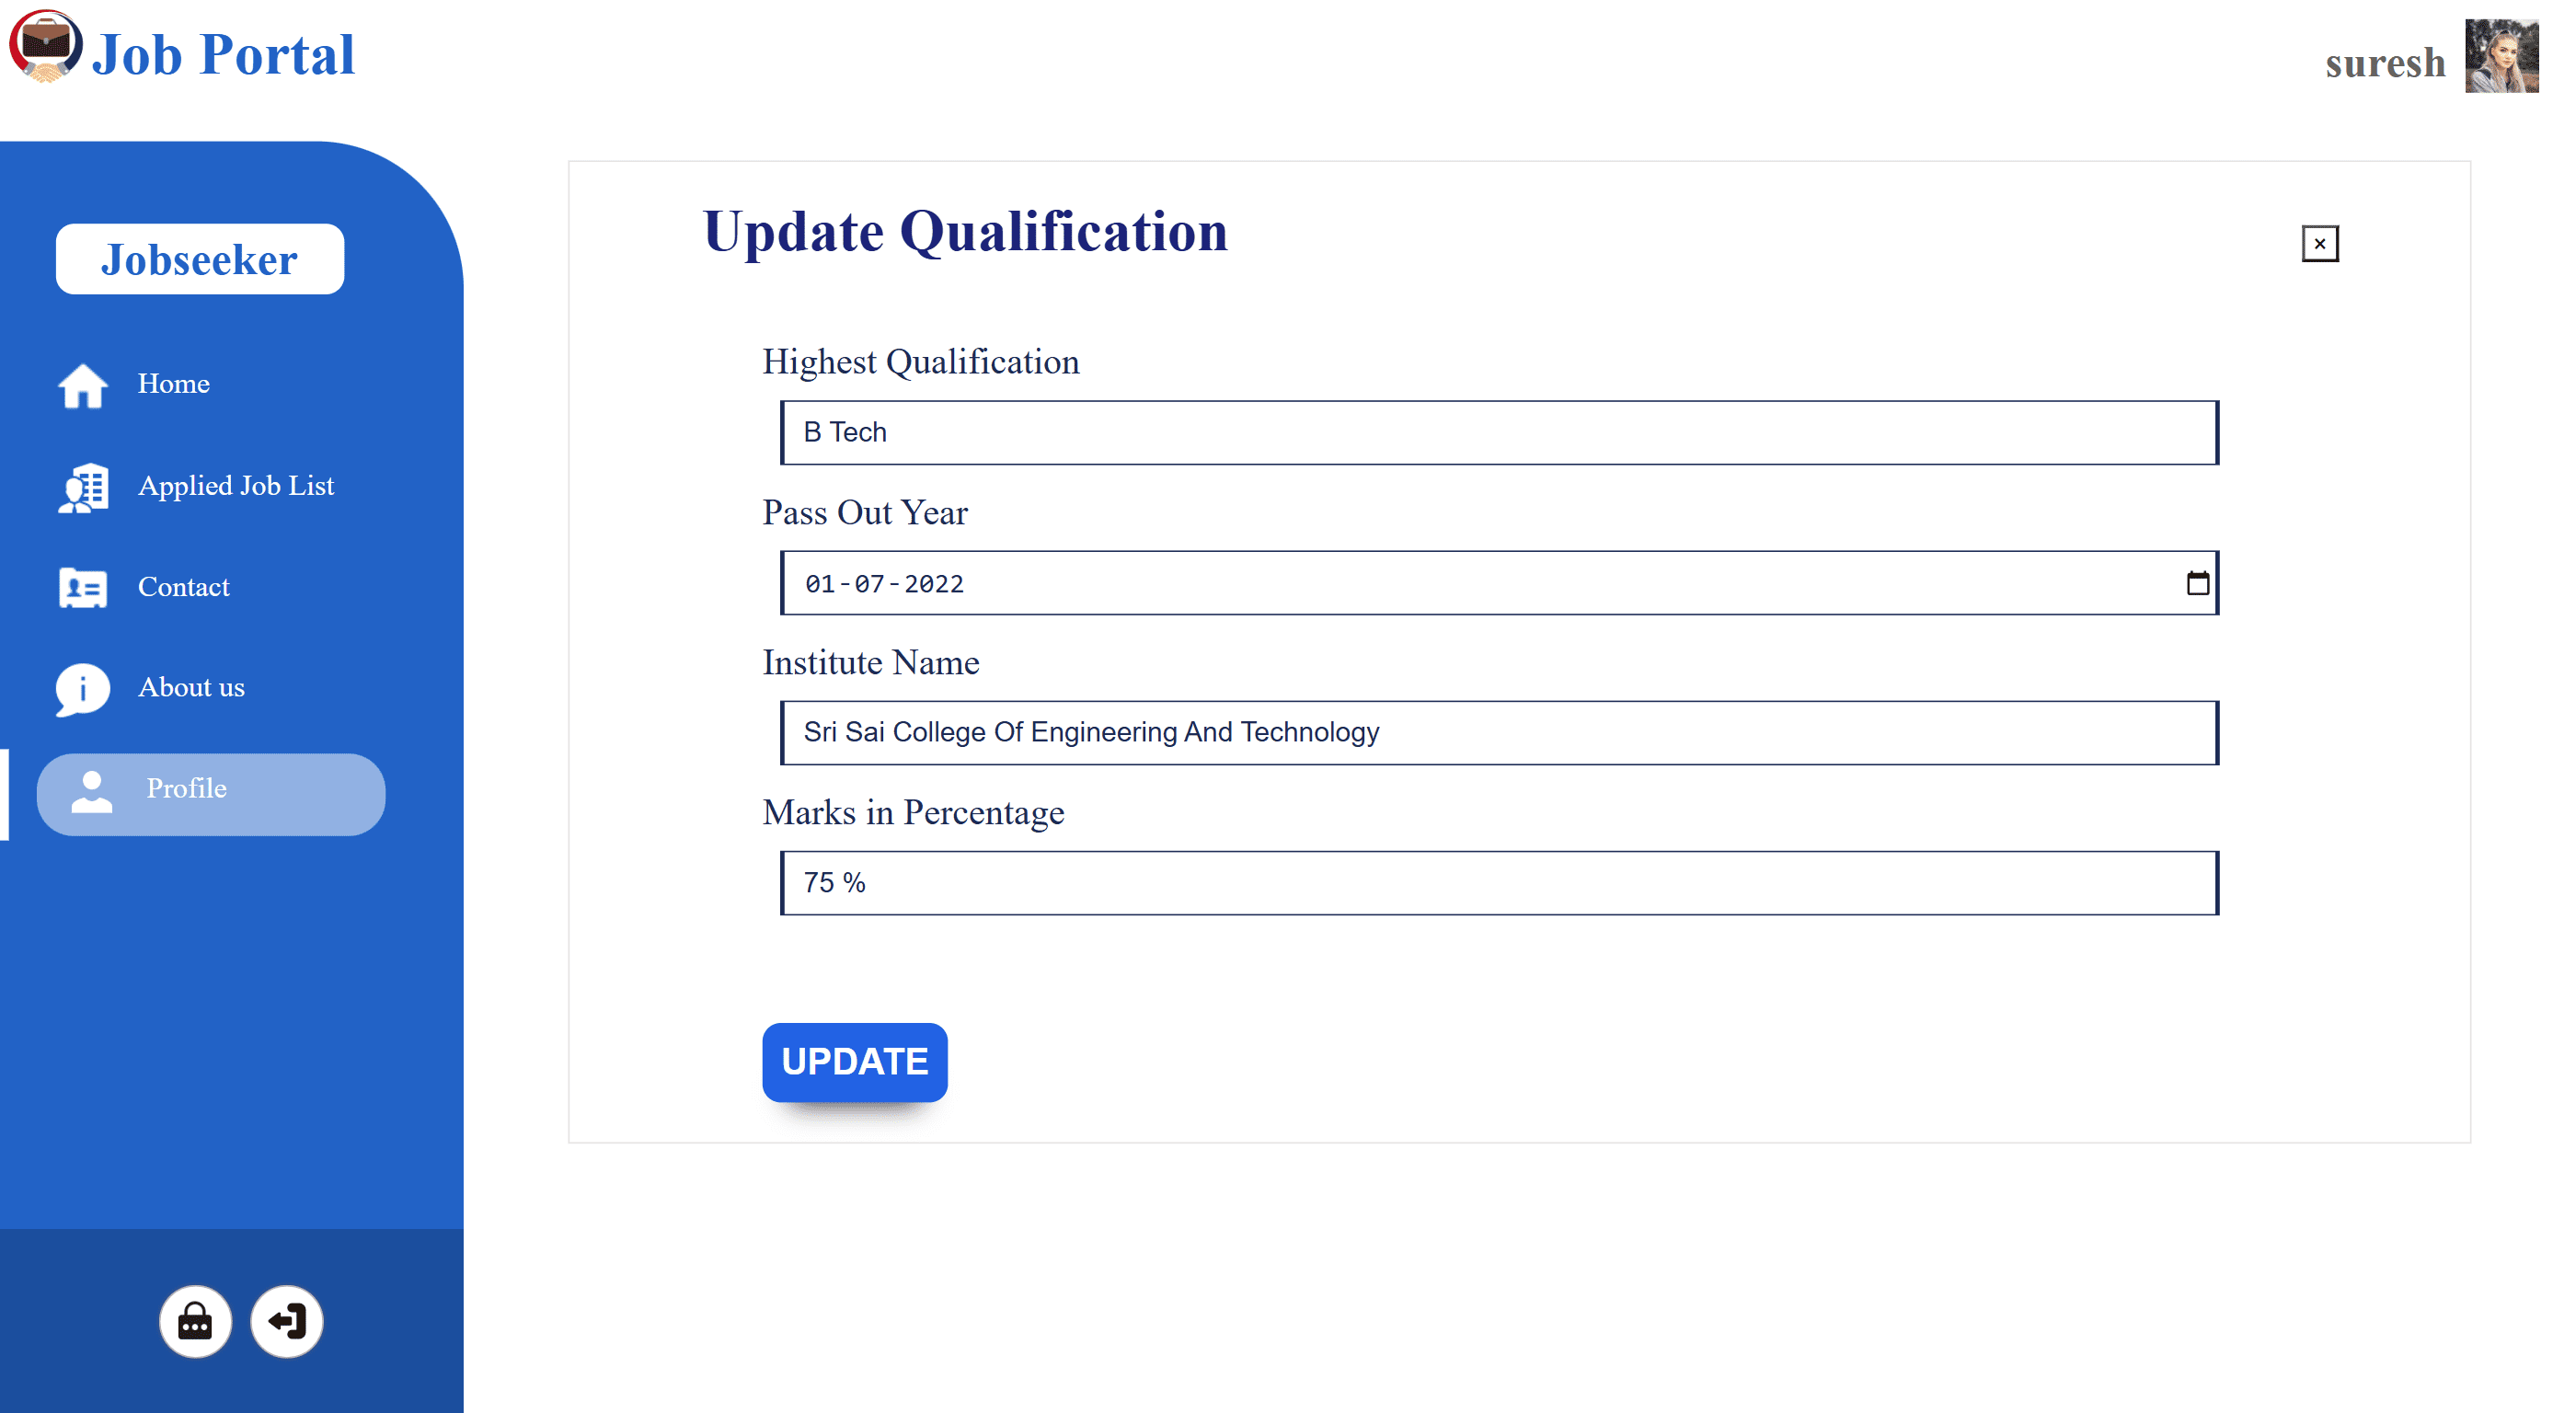 Job Portal
suresh
Jobseeker
Home
Applied Job List
Contact
About us
Profile
Update Qualification
×
Highest Qualification
B Tech
Pass Out Year
01-07-2022
Institute Name
Sri Sai College Of Engineering And Technology
Marks in Percentage
75 %
UPDATE